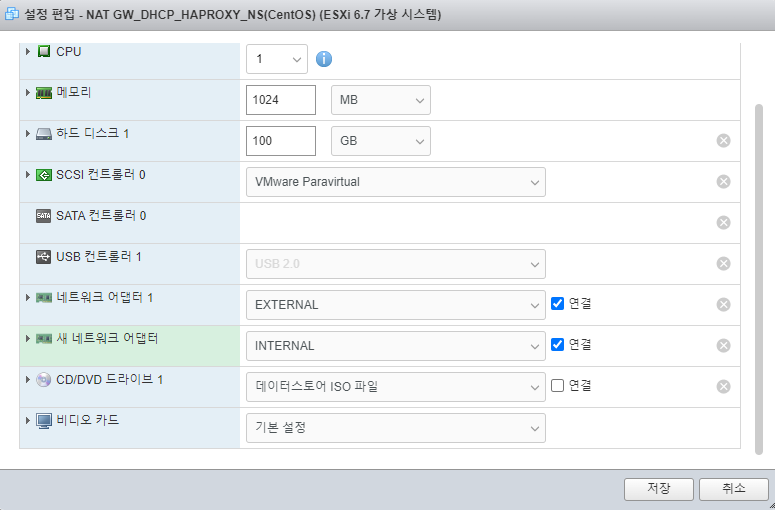 설정 편집 - NAT GW_DHCP_HAPROXY_NS(CentOS) (ESXi 6.7 가상 시스템)
CPU 1
메모리 1024 MB
하드 디스크 1 100 GB
SCSI 컨트롤러 0 VMware Paravirtual
SATA SATA 컨트롤러 0
USB 컨트롤러 1 USB 2.0
네트워크 어댑터 1 EXTERNAL 연결
새 네트워크 어댑터 INTERNAL 연결
CD/DVD 드라이브 1 데이터스토어 ISO 파일 연결
비디오 카드 기본 설정
저장 취소